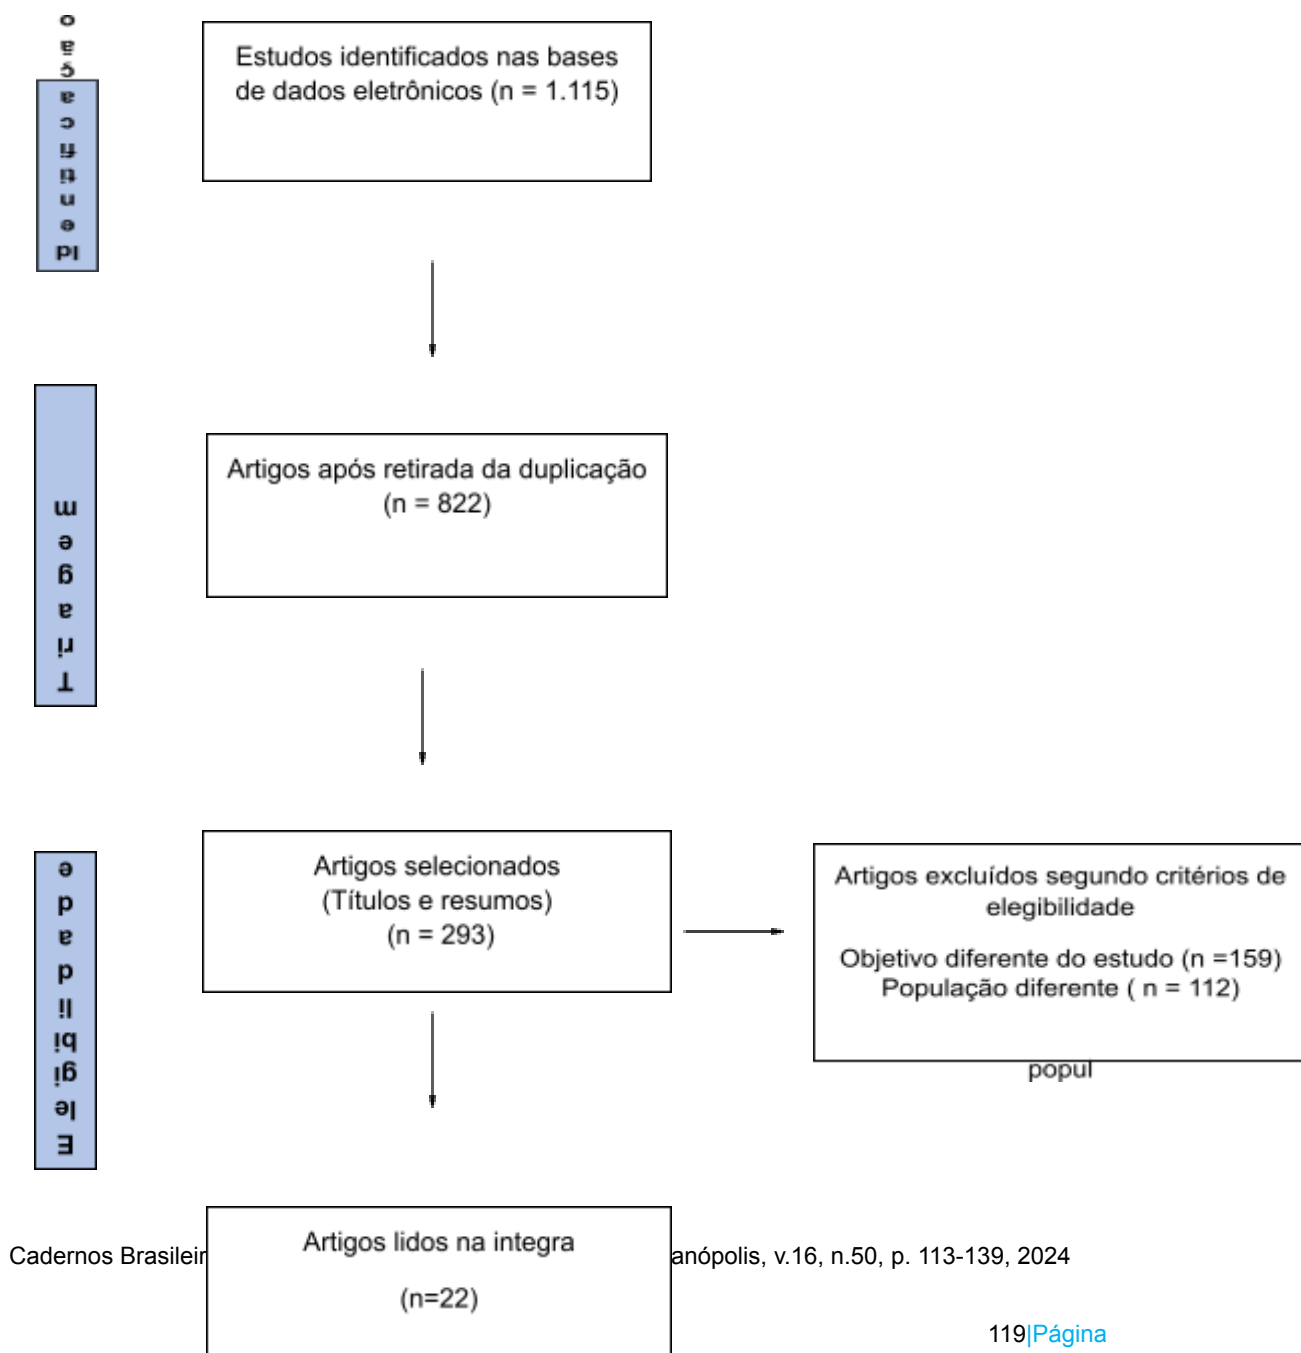 Identificação
Estudos identificados nas bases
de dados eletrônicos (n = 1.115)
Triagem
Artigos após retirada da duplicação
(n = 822)
Elegibilidade
Artigos selecionados
(Títulos e resumos)
(n = 293)
Artigos excluídos segundo critérios de
elegibilidade
Objetivo diferente do estudo (n =159)
População diferente ( n = 112)
popul
Artigos lidos na integra
(n=22)
Cadernos Brasileir
anópolis, v.16, n.50, p. 113-139, 2024
119|Página